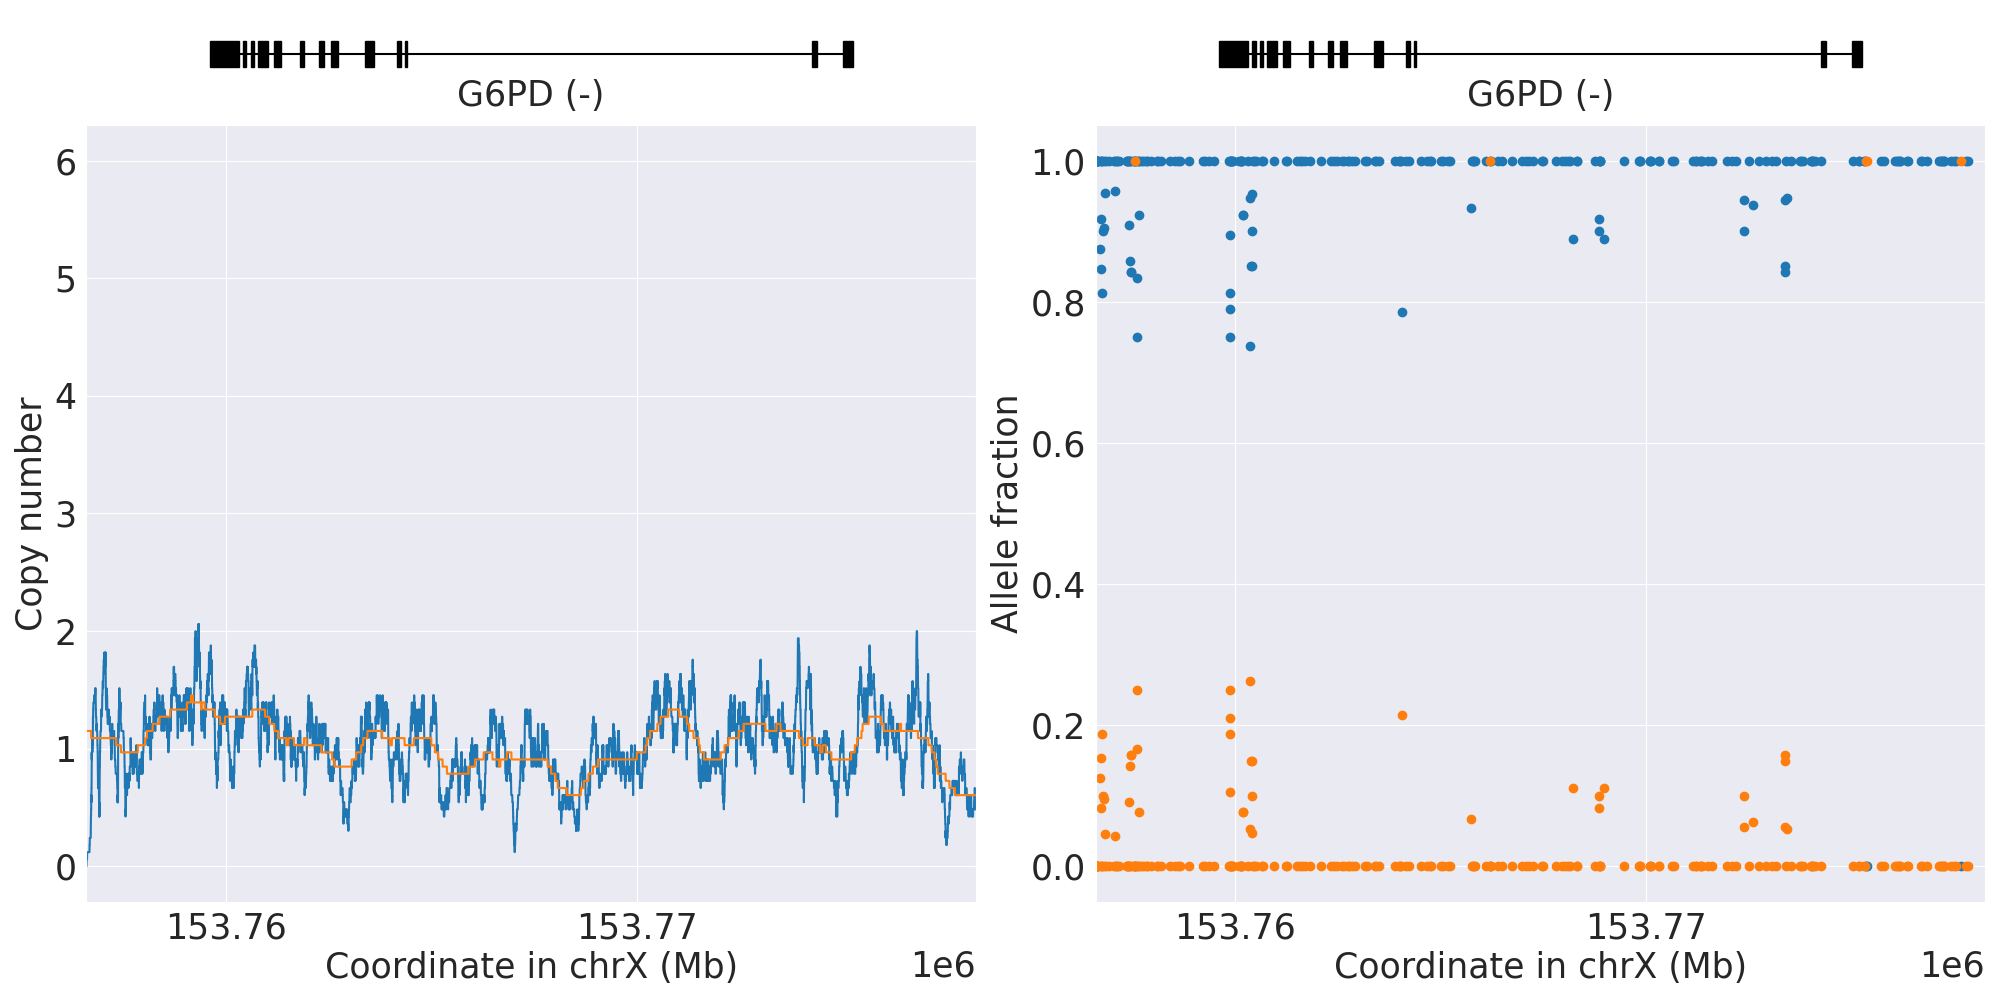 G6PD (-)
G6PD (-)
Copy number
6
5
4
3
2
1
0
153.76
153.77
Coordinate in chrX (Mb)
1e6
Allele fraction
1.0
0.8
0.6
0.4
0.2
0.0
153.76
153.77
Coordinate in chrX (Mb)
1e6